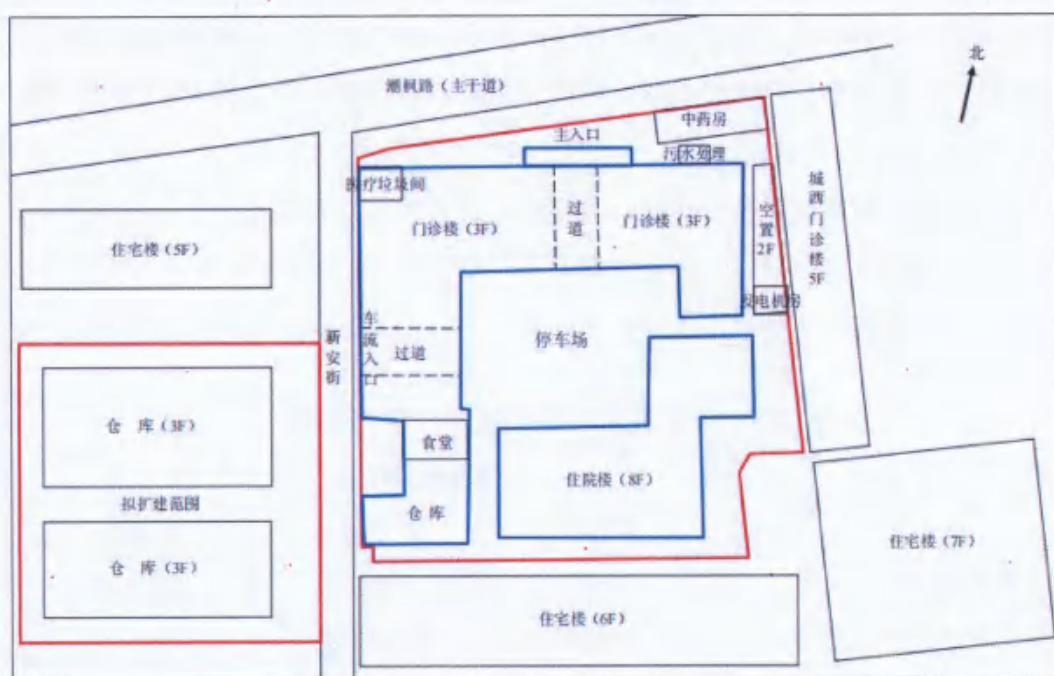 北
潮枫路（主干道）
中药房
主入口
污水处理
医疗垃圾间
门诊楼（3F）
过道
门诊楼（3F）
空置2F
城西门诊楼5F
住宅楼（5F）
发电机房
新安街
车流入口
过道
停车场
仓 库（3F）
食堂
拟扩建范围
住院楼（8F）
仓 库
仓 库（3F）
住宅楼（7F）
住宅楼（6F）